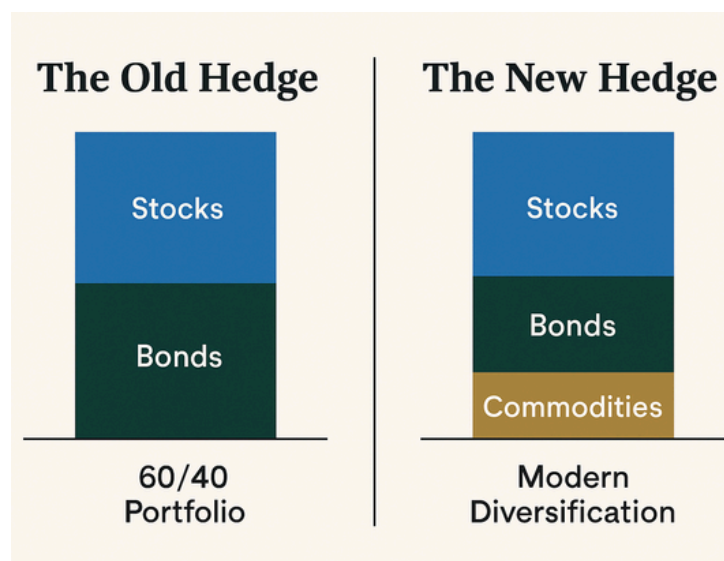 The Old Hedge
Stocks
Bonds
60/40
Portfolio
The New Hedge
Stocks
Bonds
Commodities
Modern
Diversification